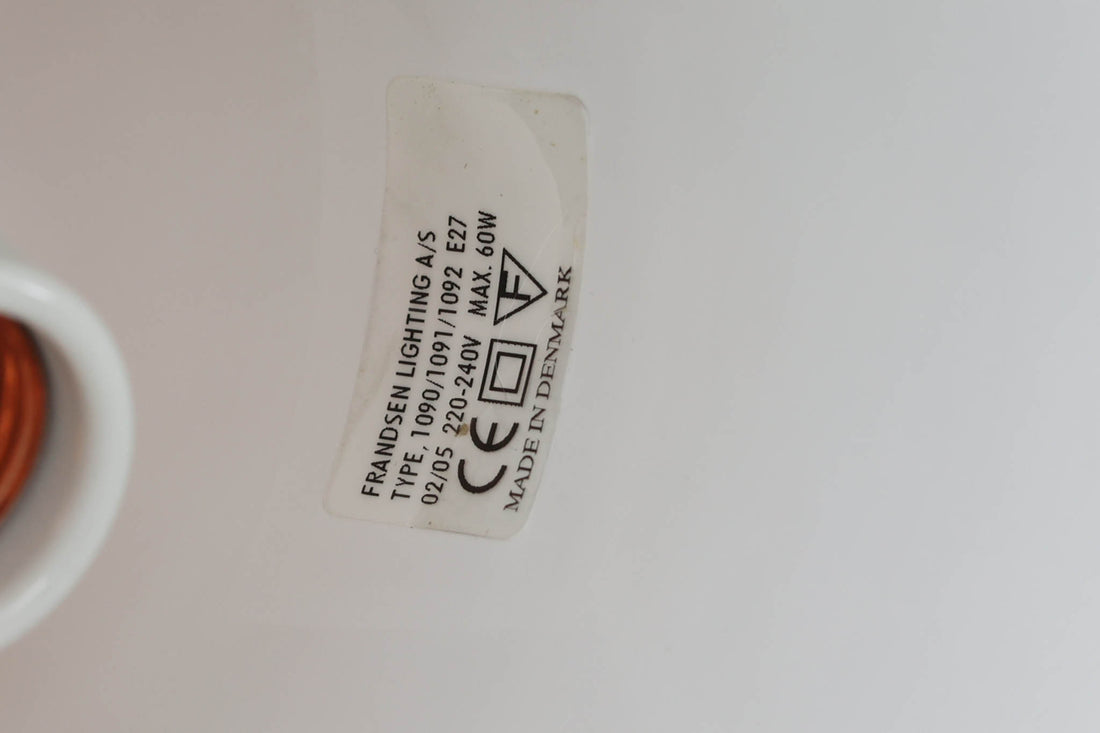 FRANDSEN LIGHTING A/S
TYPE, 1090/1091/1092 E27
02/05 220-240V MAX. 60W
CE F
MADE IN DENMARK